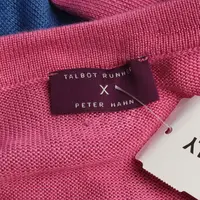 TALBOT RUNHOF
X
PETER HAHN